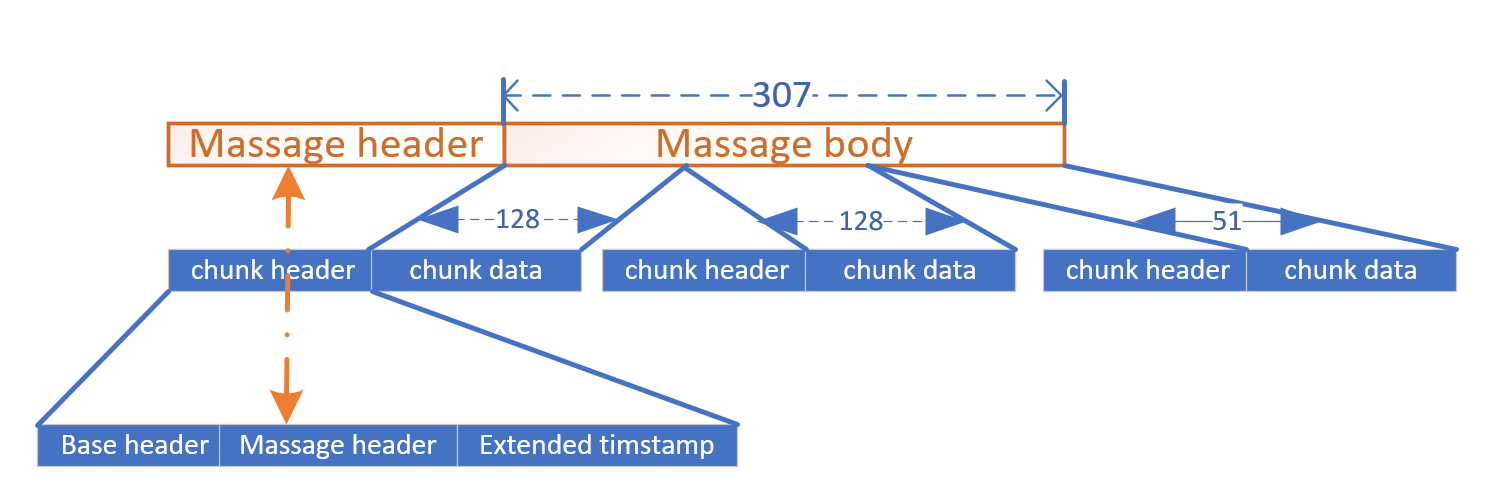 307
Massage header Massage body
128 128 51
chunk header chunk data chunk header chunk data chunk header chunk data
Base header Massage header Extended timstamp